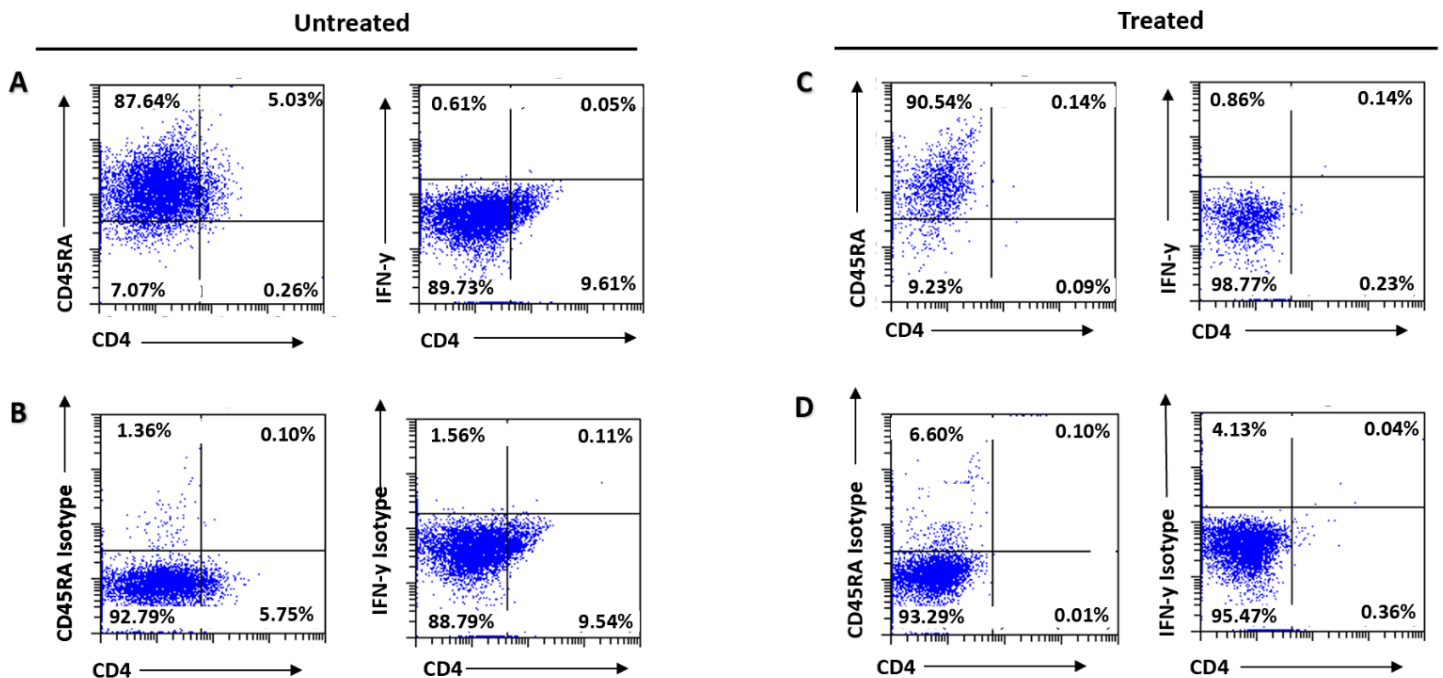 Untreated
Treated
A
87.64% 5.03%
CD45RA
7.07% 0.26%
CD4
0.61% 0.05%
IFN-y
89.73% 9.61%
CD4
C
90.54% 0.14%
CD45RA
9.23% 0.09%
CD4
0.86% 0.14%
IFN-y
98.77% 0.23%
CD4
B
1.36% 0.10%
CD45RA Isotype
92.79% 5.75%
CD4
1.56% 0.11%
IFN-y Isotype
88.79% 9.54%
CD4
D
6.60% 0.10%
CD45RA Isotype
93.29% 0.01%
CD4
4.13% 0.04%
IFN-y Isotype
95.47% 0.36%
CD4